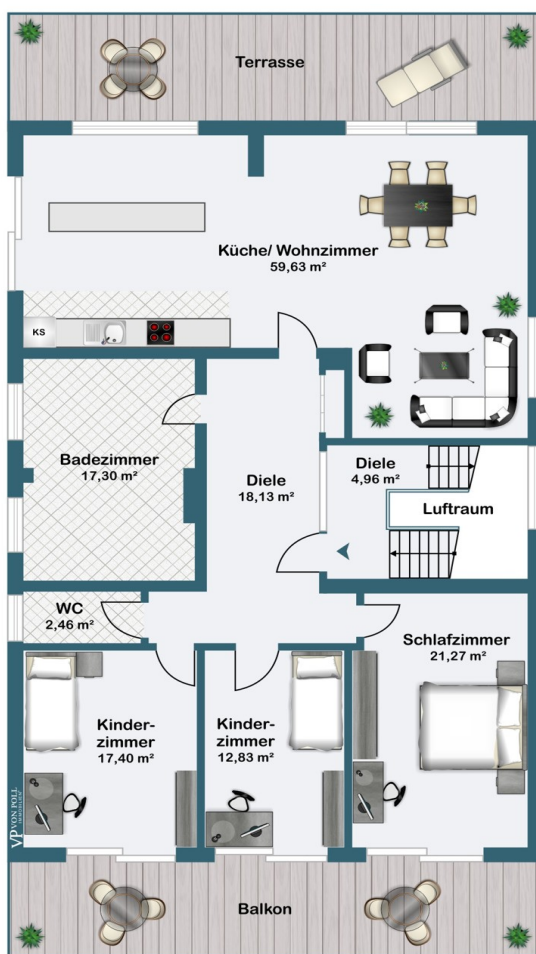 Terrasse
Küche/ Wohnzimmer
59,63 m²
KS
Badezimmer
17,30 m²
Diele
18,13 m²
Diele
4,96 m²
Luftraum
WC
2,46 m²
Schlafzimmer
21,27 m²
Kinder-
zimmer
17,40 m²
Kinder-
zimmer
12,83 m²
VP VON POLL
IMMOBILIEN
Balkon